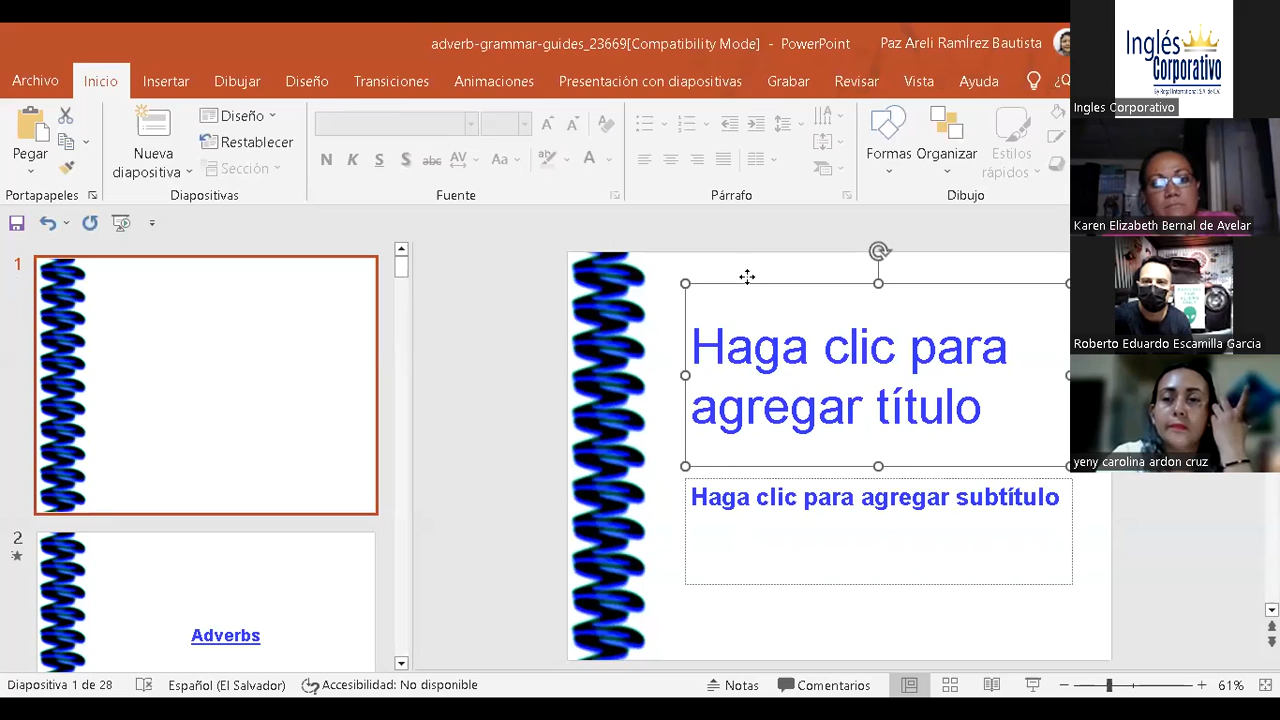 adverb-grammar-guides_23669[Compatibility Mode] - PowerPoint
Paz Areli RamÍrez Bautista
Archivo
Inicio
Insertar
Dibujar
Diseño
Transiciones
Animaciones
Presentación con diapositivas
Grabar
Revisar
Vista
Ayuda
Pegar
Portapapeles
Nueva
diapositiva
Diseño
Restablecer
Sección
Diapositivas
N K S S abc AV Aa A
Fuente
Párrafo
Formas
Organizar
Estilos
rápidos
Dibujo
1
2
Adverbs
Haga clic para
agregar título
Haga clic para agregar subtítulo
Diapositiva 1 de 28
Español (El Salvador)
Accesibilidad: No disponible
Notas
Comentarios
61%
Inglés
Corporativo
Ingles Corporativo
Karen Elizabeth Bernal de Avelar
Roberto Eduardo Escamilla Garcia
yeny carolina ardon cruz